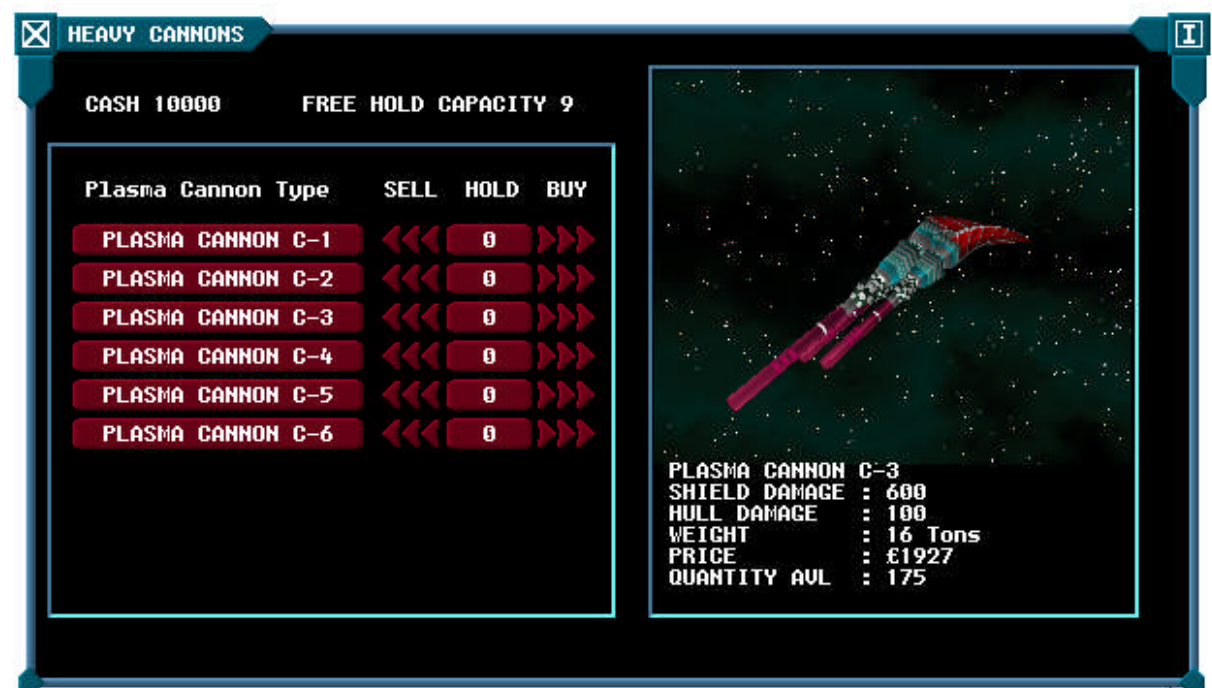 HEAVY CANNONS
I
CASH 10000 FREE HOLD CAPACITY 9
Plasma Cannon Type SELL HOLD BUY
PLASMA CANNON C-1 0
PLASMA CANNON C-2 0
PLASMA CANNON C-3 0
PLASMA CANNON C-4 0
PLASMA CANNON C-5 0
PLASMA CANNON C-6 0
PLASMA CANNON C-3
SHIELD DAMAGE : 600
HULL DAMAGE : 100
WEIGHT : 16 Tons
PRICE : £1927
QUANTITY AVL : 175